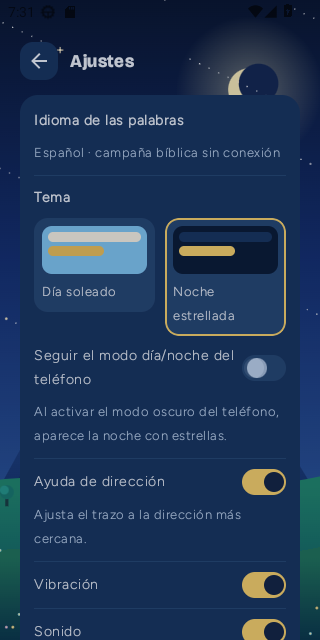 7:31
Ajustes
Idioma de las palabras
Español · campaña bíblica sin conexión
Tema
Día soleado
Noche
estrellada
Seguir el modo día/noche del
teléfono
Al activar el modo oscuro del teléfono,
aparece la noche con estrellas.
Ayuda de dirección
Ajusta el trazo a la dirección más
cercana.
Vibración
Sonido